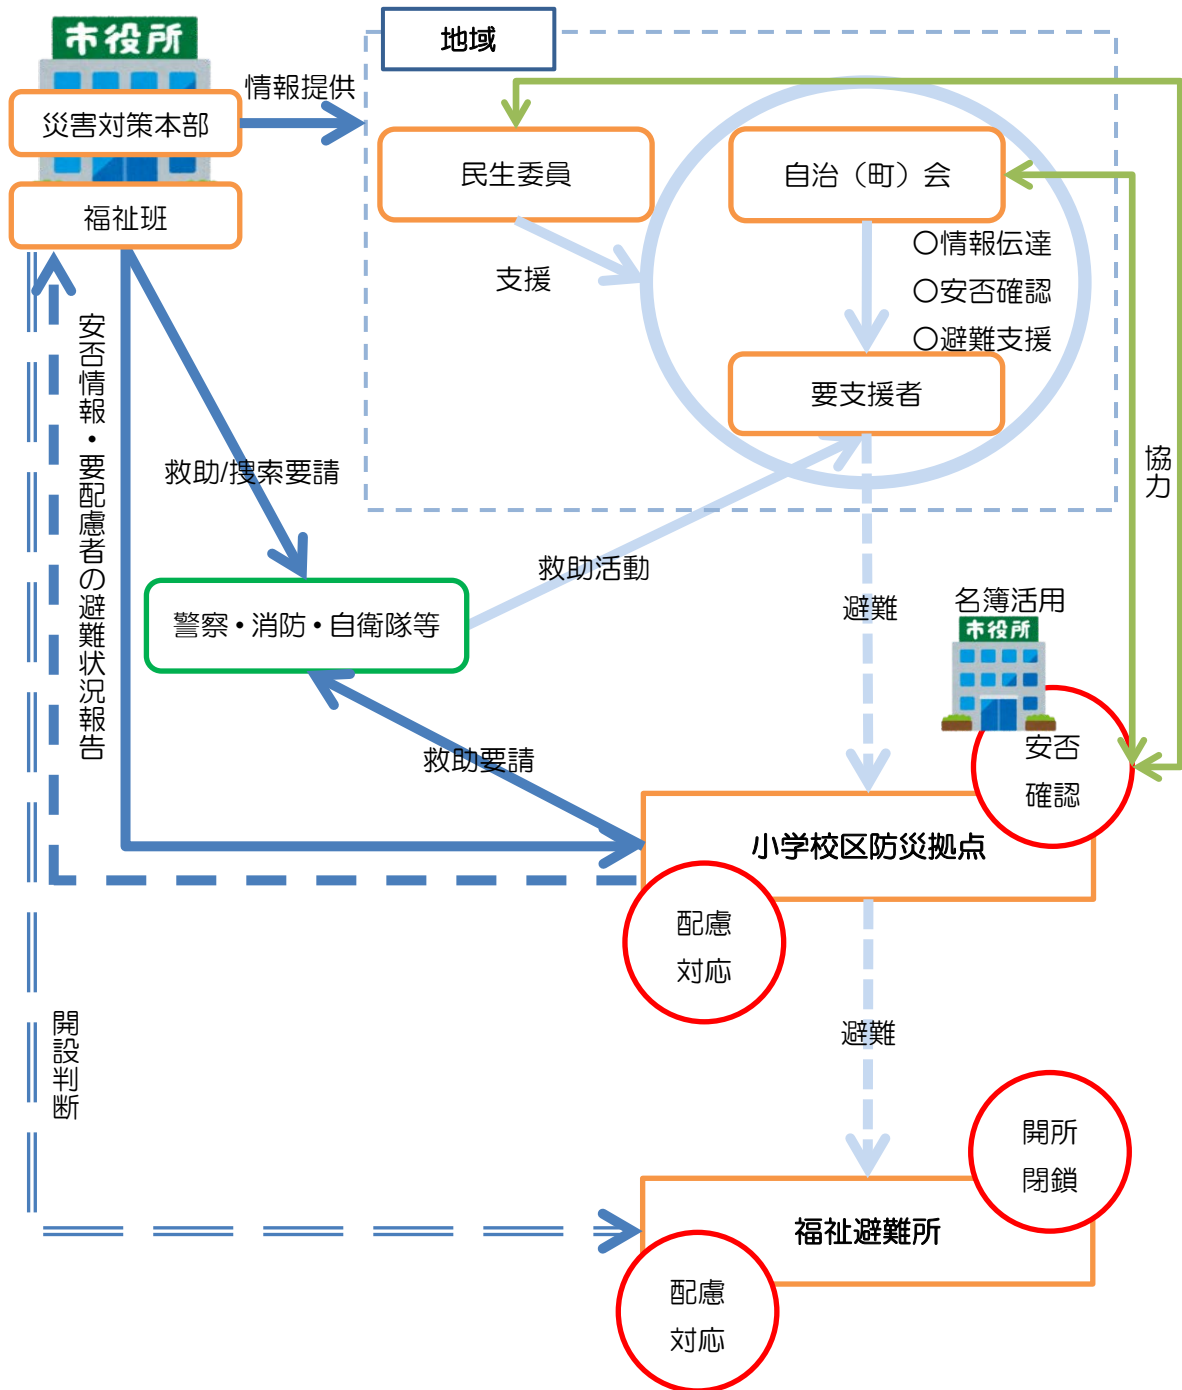 市役所
災害対策本部
福祉班
情報提供
地域
民生委員
自治（町）会
支援
○情報伝達
○安否確認
○避難支援
要支援者
安否情報・要配慮者の避難状況報告
救助/捜索要請
協力
救助活動
警察・消防・自衛隊等
避難
名簿活用
市役所
安否
確認
救助要請
小学校区防災拠点
配慮
対応
避難
開設判断
開所
閉鎖
福祉避難所
配慮
対応